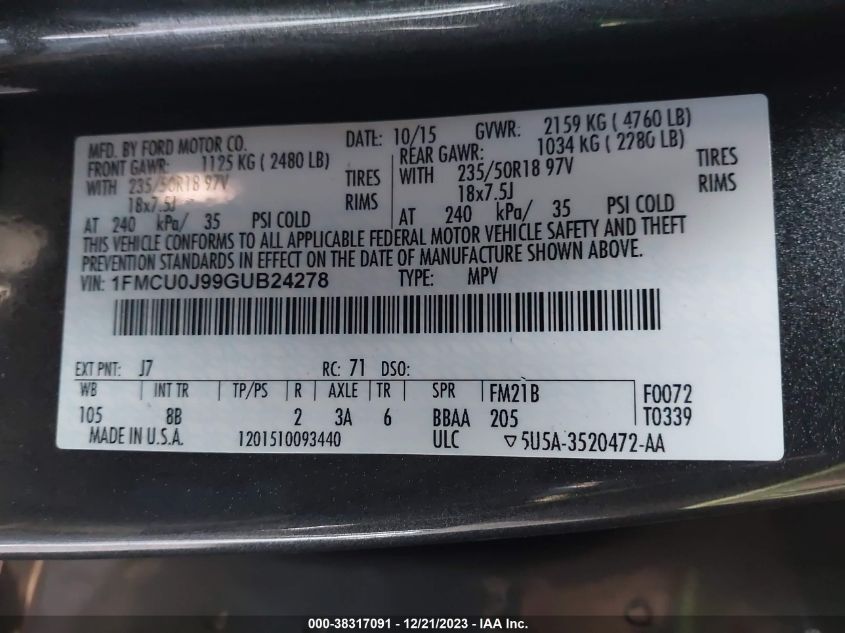 MFD. BY FORD MOTOR CO. DATE: 10/15 GVWR: 2159 KG ( 4760 LB)
FRONT GAWR: 1125 KG ( 2480 LB) REAR GAWR: 1034 KG ( 2280 LB)
WITH 235/50R18 97V TIRES WITH 235/50R18 97V TIRES
18x7.5J RIMS 18x7.5J RIMS
AT 240 kPa/ 35 PSI COLD AT 240 kPa/ 35 PSI COLD
THIS VEHICLE CONFORMS TO ALL APPLICABLE FEDERAL MOTOR VEHICLE SAFETY AND THEFT
PREVENTION STANDARDS IN EFFECT ON THE DATE OF MANUFACTURE SHOWN ABOVE.
VIN: 1FMCU0J99GUB24278 TYPE: MPV
EXT PNT: J7 RC: 71 DSO:
WB INT TR TP/PS R AXLE TR SPR FM21B F0072
105 8B 2 3A 6 BBAA 205 T0339
MADE IN U.S.A. 1201510093440 ULC ▽5U5A-3520472-AA
000-38317091 - 12/21/2023 - IAA Inc.